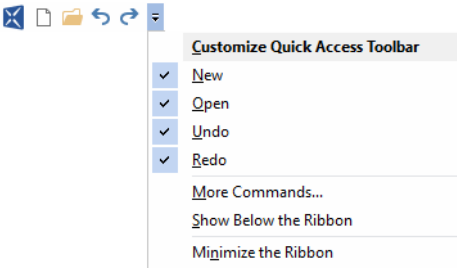 Customize Quick Access Toolbar
New
Open
Undo
Redo
More Commands...
Show Below the Ribbon
Minimize the Ribbon